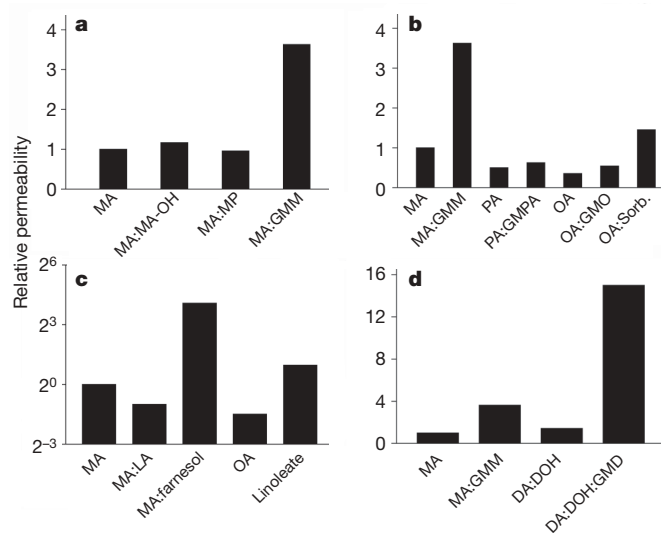 Relative permeability
a
4
3
2
1
0
MA
MA:MA-OH
MA:MP
MA:GMM
b
4
3
2
1
0
MA
MA:GMM
PA
PA:GMPA
OA
OA:GMO
OA:Sorb.
c
2⁶
2³
2⁰
2⁻³
MA
MA:LA
MA:farnesol
OA
Linoleate
d
16
12
8
4
0
MA
MA:GMM
DA:DOH
DA:DOH:GMD